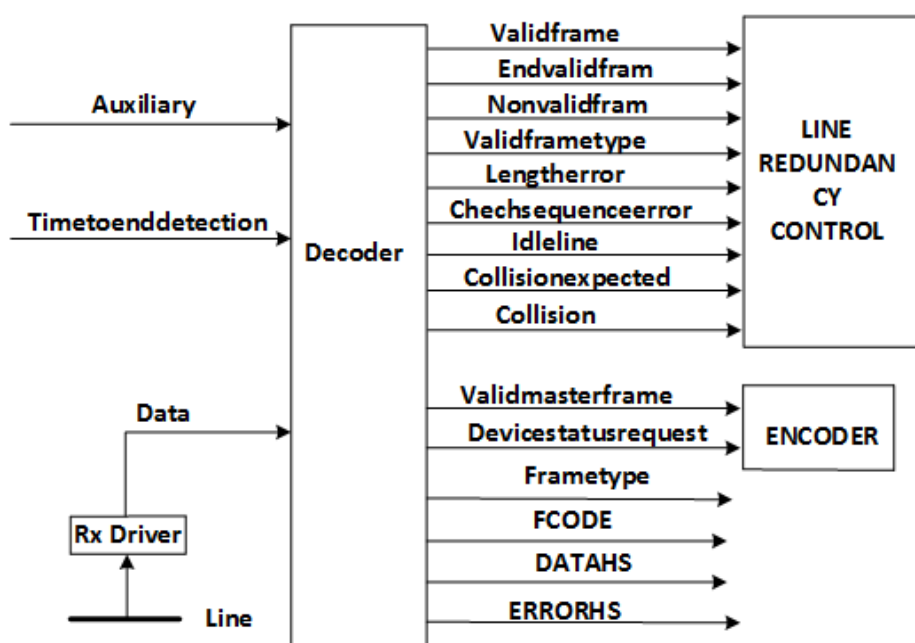 Validframe
Endvalidfram
Nonvalidfram
Validframetype
Lengtherror
Chechsequenceerror
Idleline
Collisionexpected
Collision
LINE
REDUNDAN
CY
CONTROL
Auxiliary
Timetoenddetection
Decoder
Data
Rx Driver
Line
Validmasterframe
Devicestatusrequest
ENCODER
Frametype
FCODE
DATAHS
ERRORHS